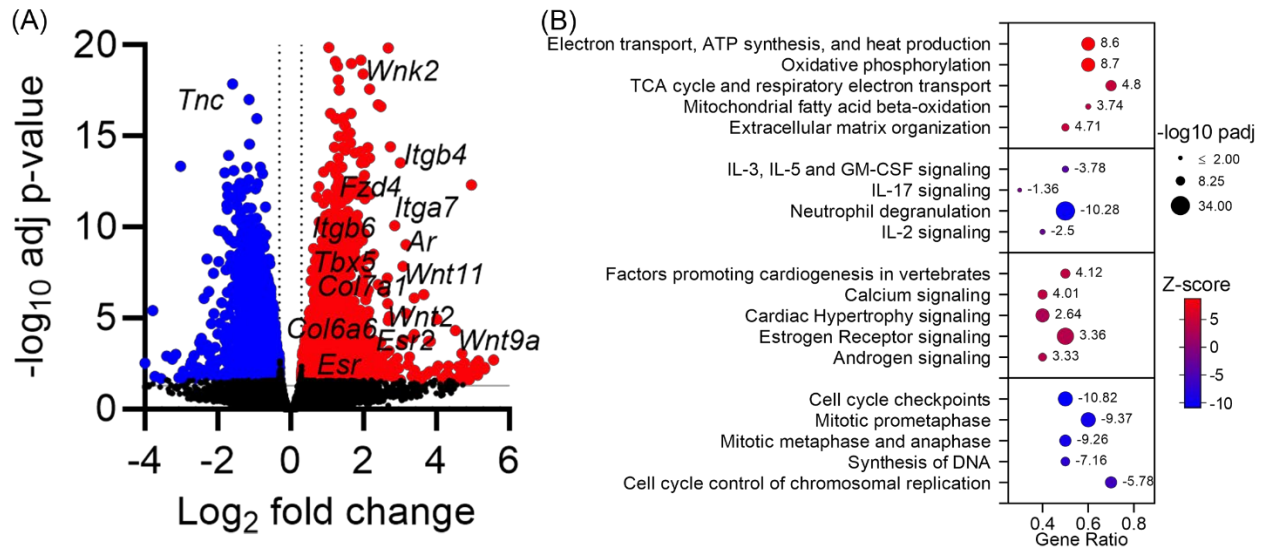 (A)
-log10 adj p-value
20
15
10
5
0
-4
-2
0
2
4
6
Log2 fold change
Tnc
Wnk2
Itgb4
Fzd4
Itga7
Itgb6
Ar
Tbx5
Wnt11
Col7a1
Wnt2
Col6a6
Esr2
Wnt9a
Esr
(B)
Electron transport, ATP synthesis, and heat production 8.6
Oxidative phosphorylation 8.7
TCA cycle and respiratory electron transport 4.8
Mitochondrial fatty acid beta-oxidation 3.74
Extracellular matrix organization 4.71
IL-3, IL-5 and GM-CSF signaling -3.78
IL-17 signaling -1.36
Neutrophil degranulation -10.28
IL-2 signaling -2.5
Factors promoting cardiogenesis in vertebrates 4.12
Calcium signaling 4.01
Cardiac Hypertrophy signaling 2.64
Estrogen Receptor signaling 3.36
Androgen signaling 3.33
Cell cycle checkpoints -10.82
Mitotic prometaphase -9.37
Mitotic metaphase and anaphase -9.26
Synthesis of DNA -7.16
Cell cycle control of chromosomal replication -5.78
0.4 0.6 0.8
Gene Ratio
-log10 padj
≤ 2.00
8.25
34.00
Z-score
5
0
-5
-10